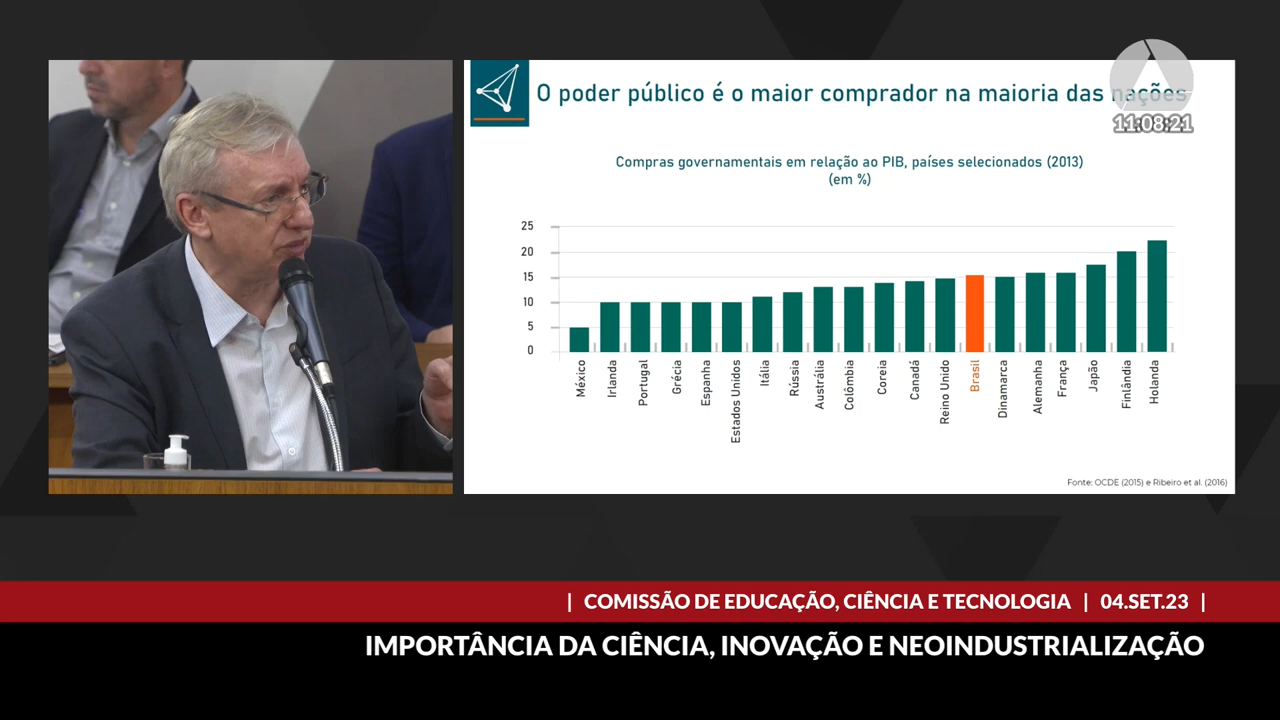 O poder público é o maior comprador na maioria das nações
11:08:21
Compras governamentais em relação ao PIB, países selecionados (2013)
(em %)
25
20
15
10
5
0
México
Irlanda
Portugal
Grécia
Espanha
Estados Unidos
Itália
Rússia
Austrália
Colômbia
Coreia
Canadá
Reino Unido
Brasil
Dinamarca
Alemanha
França
Japão
Finlândia
Holanda
Fonte: OCDE (2015) e Ribeiro et al. (2016)
| COMISSÃO DE EDUCAÇÃO, CIÊNCIA E TECNOLOGIA | 04.SET.23 |
IMPORTÂNCIA DA CIÊNCIA, INOVAÇÃO E NEOINDUSTRIALIZAÇÃO